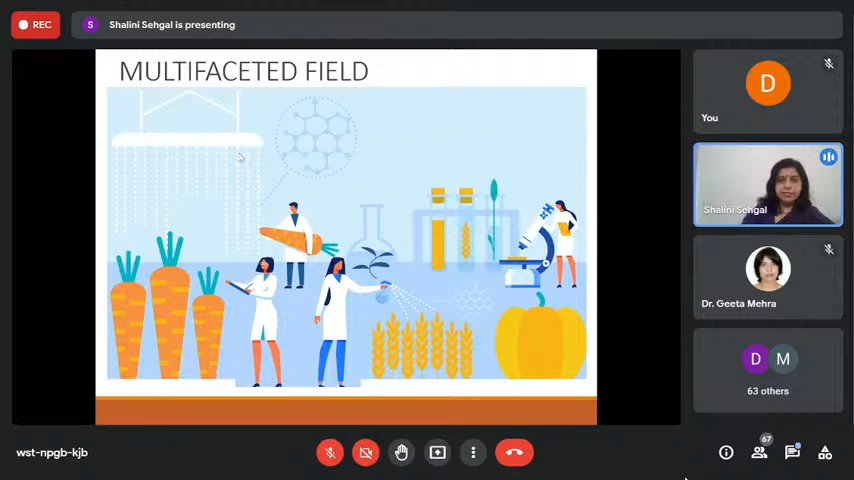 REC
S
Shalini Sehgal is presenting
MULTIFACETED FIELD
D
You
Shalini Sehgal
Dr. Geeta Mehra
D
M
63 others
wst-npgb-kjb
67